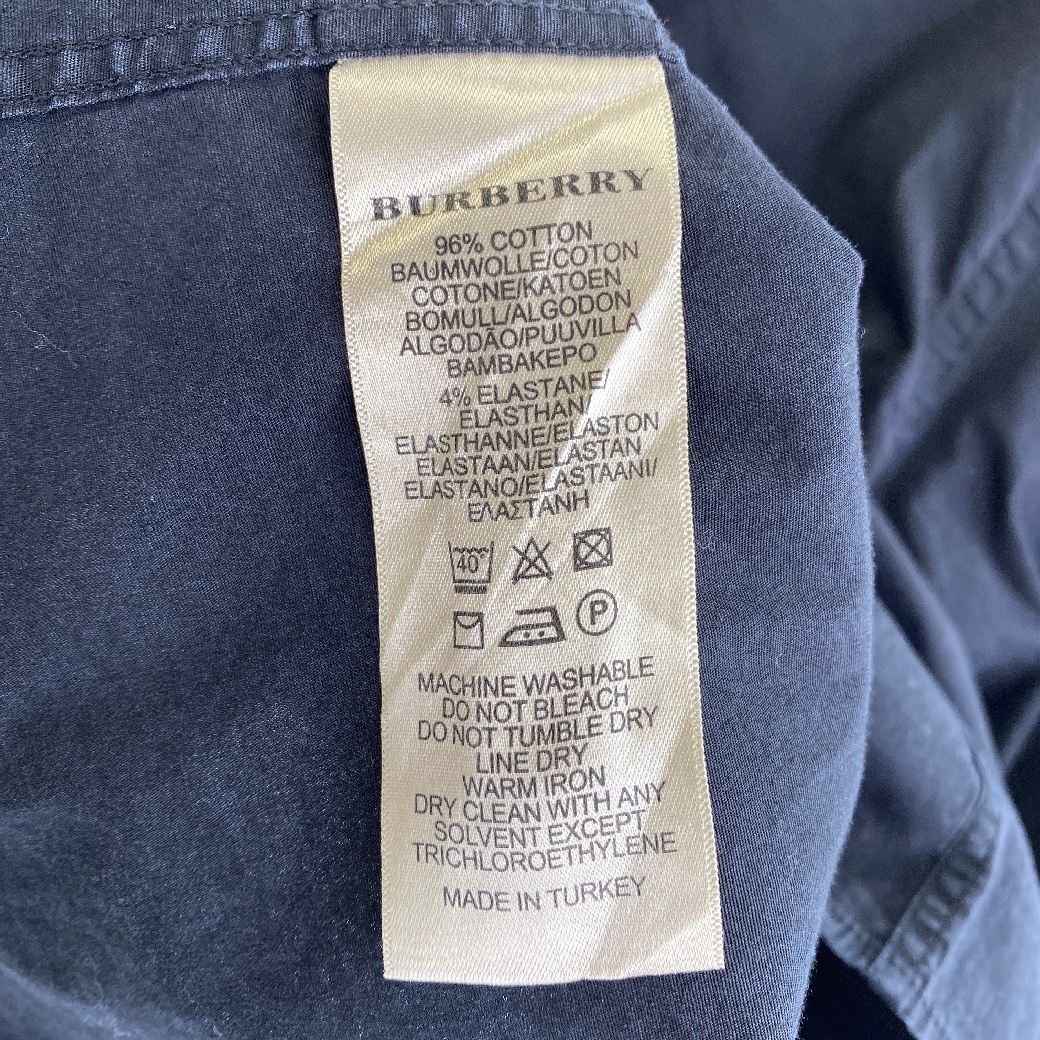 BURBERRY
96% COTTON
BAUMWOLLE/COTON
COTONE/KATOEN
BOMULL/ALGODON
ALGODÃO/PUUVILLA
BAMBAKEPO
4% ELASTANE/
ELASTHAN/
ELASTHANNE/ELASTON
ELASTAAN/ELASTAN
ELASTANO/ELASTAANI/
ΕΛΑΣΤΑΝΗ
40°
P
MACHINE WASHABLE
DO NOT BLEACH
DO NOT TUMBLE DRY
LINE DRY
WARM IRON
DRY CLEAN WITH ANY
SOLVENT EXCEPT
TRICHLOROETHYLENE
MADE IN TURKEY